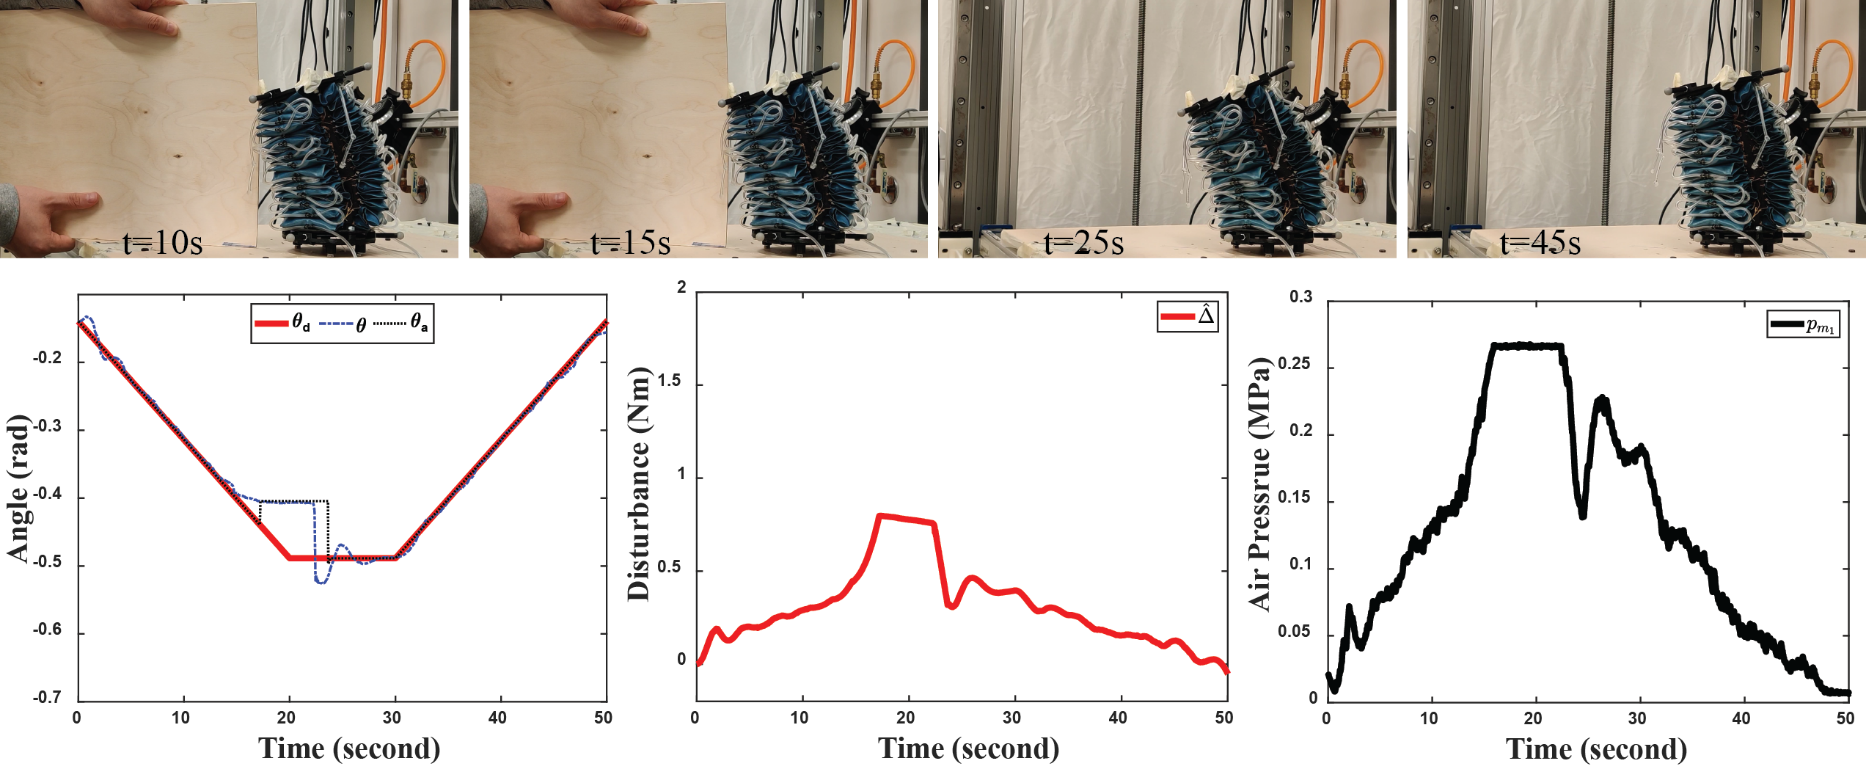 t=10s
t=15s
t=25s
t=45s
θd θ θa
-0.2
-0.3
-0.4
-0.5
-0.6
-0.7
0 10 20 30 40 50
Angle (rad)
Time (second)
Δ̂
2
1.5
1
0.5
0
0 10 20 30 40 50
Disturbance (Nm)
Time (second)
pm1
0.3
0.25
0.2
0.15
0.1
0.05
0
0 10 20 30 40 50
Air Pressrue (MPa)
Time (second)